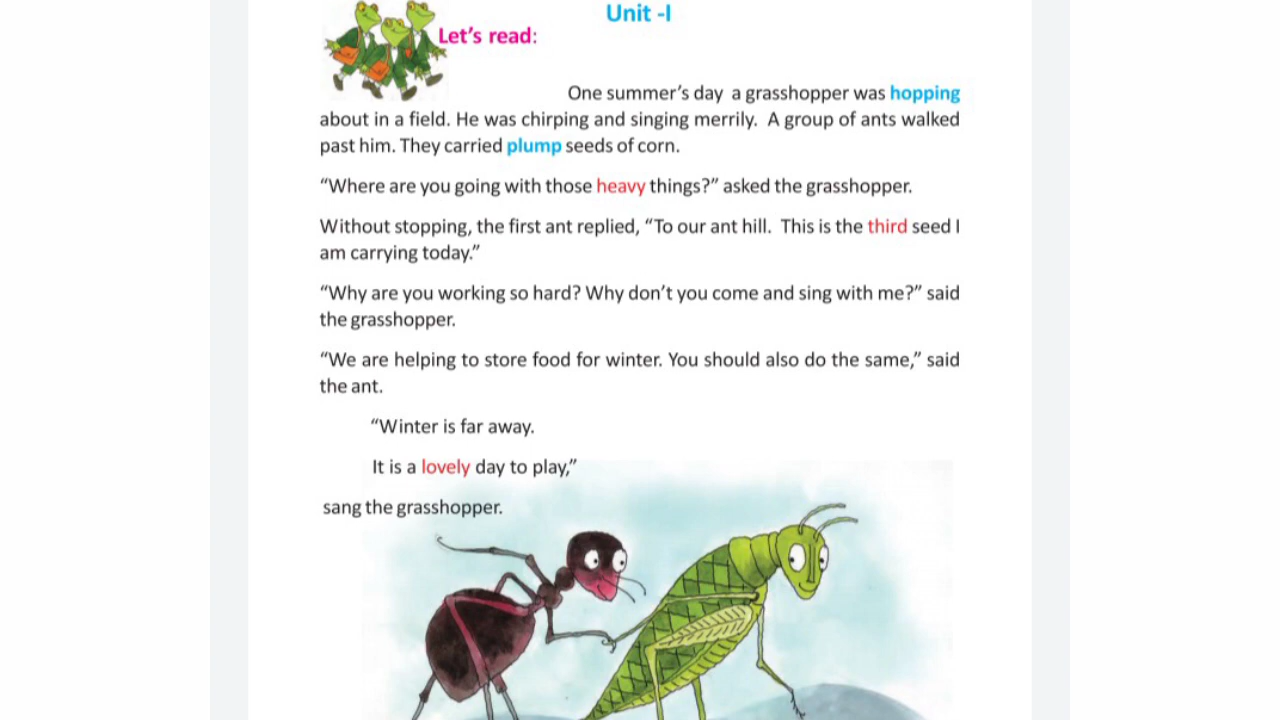 Unit -I
Let’s read:
One summer’s day a grasshopper was hopping
about in a field. He was chirping and singing merrily. A group of ants walked
past him. They carried plump seeds of corn.
“Where are you going with those heavy things?” asked the grasshopper.
Without stopping, the first ant replied, “To our ant hill. This is the third seed I
am carrying today.”
“Why are you working so hard? Why don’t you come and sing with me?” said
the grasshopper.
“We are helping to store food for winter. You should also do the same,” said
the ant.
“Winter is far away.
It is a lovely day to play,”
sang the grasshopper.